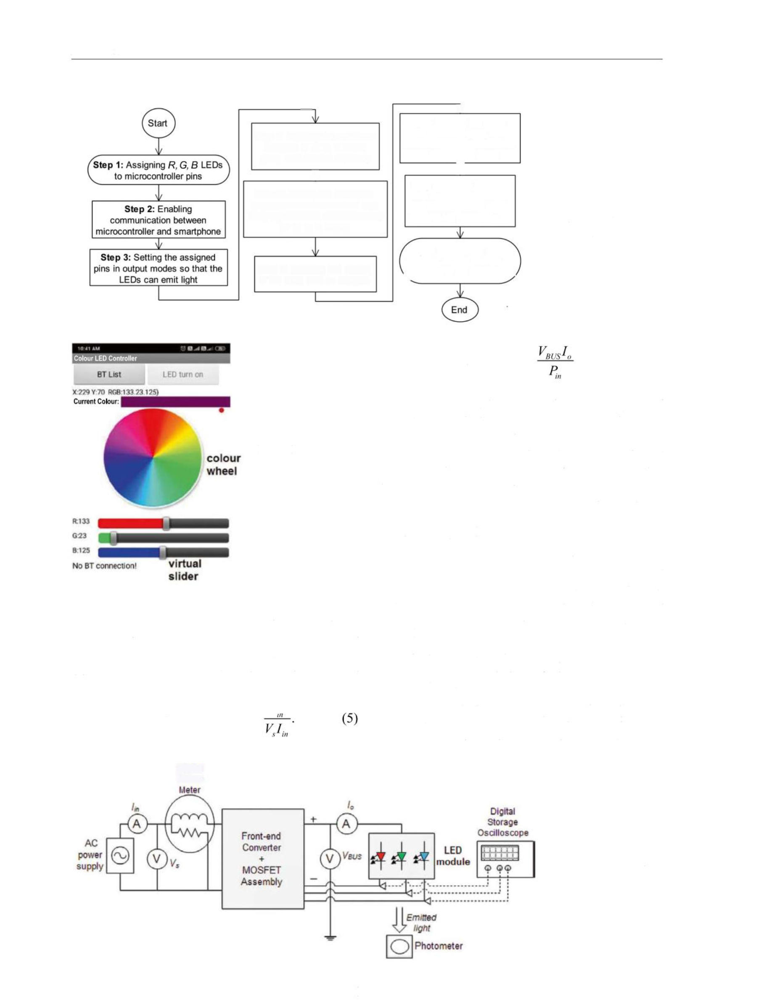 Start
Step 1: Assigning R, G, B LEDs
to microcontroller pins
Step 2: Enabling
communication between
microcontroller and smartphone
Step 3: Setting the assigned
pins in output modes so that the
LEDs can emit light
End
10:41 AM
Colour LED Controller
BT List
LED turn on
X:229 Y:70 RGB:133.23.125)
Current Colour:
colour
wheel
R:133
G:23
B:125
No BT connection!
virtual
slider
V_BUS I_o
P_in
in
V_s I_in . (5)
Meter
I_in
A
AC
power
supply
V
V_s
Front-end
Converter
+
MOSFET
Assembly
+
−
I_o
A
V
V_BUS
LED
module
Digital
Storage
Oscilloscope
Emitted
light
Photometer